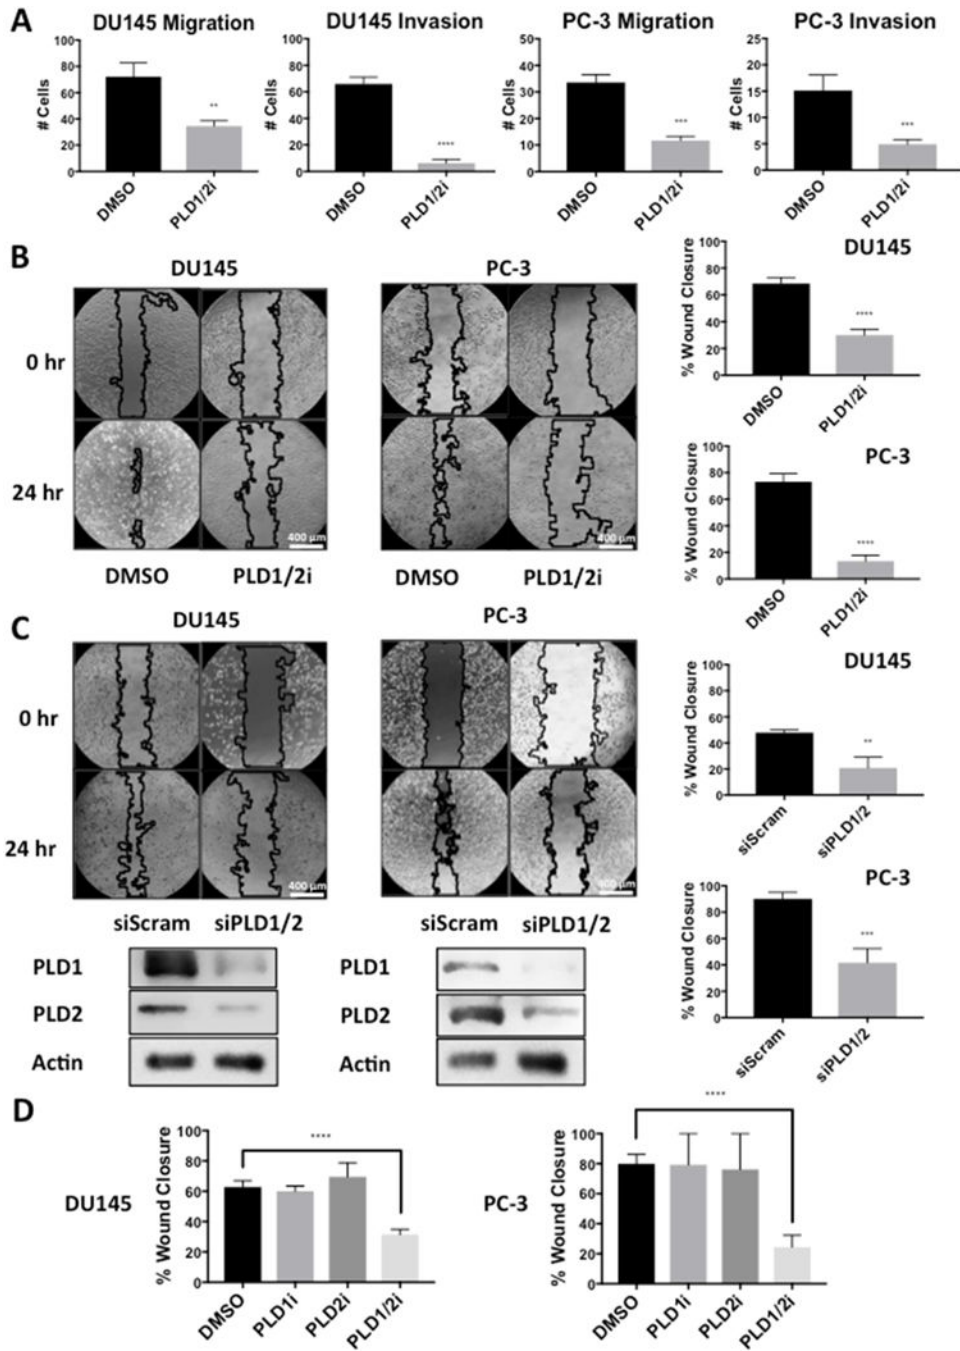 A
DU145 Migration
# Cells
100
80
60
40
20
0
**
DMSO
PLD1/2i
DU145 Invasion
# Cells
100
80
60
40
20
0
****
DMSO
PLD1/2i
PC-3 Migration
# Cells
50
40
30
20
10
0
***
DMSO
PLD1/2i
PC-3 Invasion
# Cells
25
20
15
10
5
0
***
DMSO
PLD1/2i
B
DU145
PC-3
0 hr
24 hr
400 µm
400 µm
DMSO
PLD1/2i
DMSO
PLD1/2i
DU145
% Wound Closure
100
80
60
40
20
0
****
DMSO
PLD1/2i
PC-3
% Wound Closure
100
80
60
40
20
0
****
DMSO
PLD1/2i
C
DU145
PC-3
0 hr
24 hr
400 µm
400 µm
siScram
siPLD1/2
siScram
siPLD1/2
PLD1
PLD2
Actin
PLD1
PLD2
Actin
DU145
% Wound Closure
100
80
60
40
20
0
**
siScram
siPLD1/2
PC-3
% Wound Closure
100
80
60
40
20
0
***
siScram
siPLD1/2
D
DU145
% Wound Closure
100
80
60
40
20
0
****
DMSO
PLD1i
PLD2i
PLD1/2i
PC-3
% Wound Closure
100
80
60
40
20
0
****
DMSO
PLD1i
PLD2i
PLD1/2i